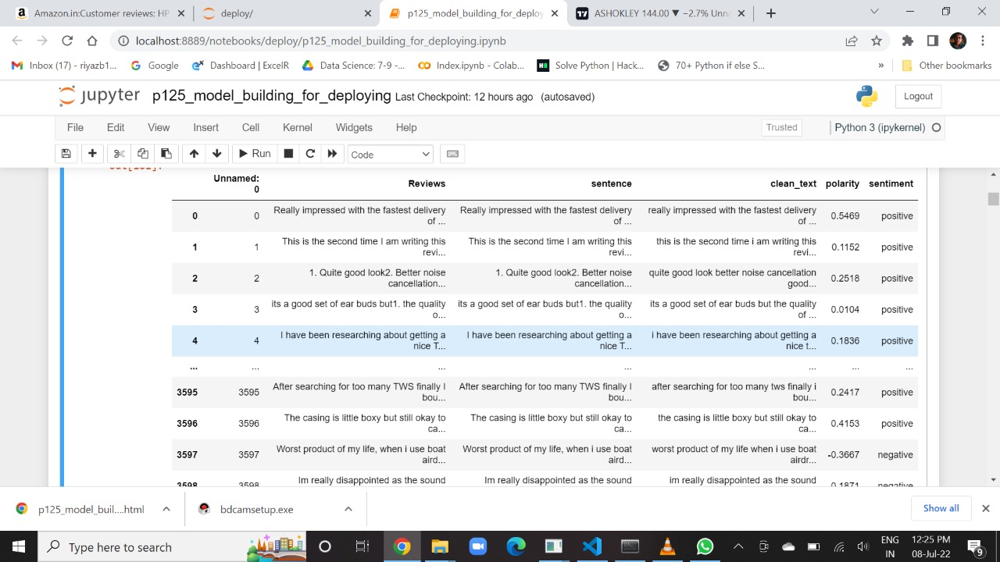 Amazon.in:Customer reviews: HP
deploy/
p125_model_building_for_deploy
ASHOKLEY 144.00 ▼ −2.7% Unna
localhost:8889/notebooks/deploy/p125_model_building_for_deploying.ipynb
Inbox (17) - riyazb1... Google Dashboard | ExcelR Data Science: 7-9 -... Index.ipynb - Colab... Solve Python | Hack... 70+ Python if else S... » Other bookmarks
jupyter p125_model_building_for_deploying Last Checkpoint: 12 hours ago (autosaved) Logout
File Edit View Insert Cell Kernel Widgets Help Trusted Python 3 (ipykernel)
Run Code
Unnamed:
0 Reviews sentence clean_text polarity sentiment
0 0 Really impressed with the fastest delivery Really impressed with the fastest delivery really impressed with the fastest delivery 0.5469 positive
of ... of ... of ...
1 1 This is the second time I am writing this This is the second time I am writing this this is the second time i am writing this 0.1152 positive
revi... revi... revi...
2 2 1. Quite good look2. Better noise 1. Quite good look2. Better noise quite good look better noise cancellation 0.2518 positive
cancellation... cancellation... good...
3 3 its a good set of ear buds but1. the quality its a good set of ear buds but1. the quality its a good set of ear buds but the quality 0.0104 positive
o... o... of ...
4 4 I have been researching about getting a I have been researching about getting a i have been researching about getting a 0.1836 positive
nice T... nice T... nice t...
... ... ... ... ... ... ...
3595 3595 After searching for too many TWS finally I After searching for too many TWS finally I after searching for too many tws finally i 0.2417 positive
bou... bou... bou...
3596 3596 The casing is little boxy but still okay to The casing is little boxy but still okay to the casing is little boxy but still okay to 0.4153 positive
ca... ca... ca...
3597 3597 Worst product of my life, when i use boat Worst product of my life, when i use boat worst product of my life when i use boat -0.3667 negative
aird... aird... airdr...
3598 3598 Im really disappointed as the sound Im really disappointed as the sound im really disappointed as the sound negative
p125_model_buil....html bdcamsetup.exe Show all
Type here to search
ENG 12:25 PM
IN 08-Jul-22 9